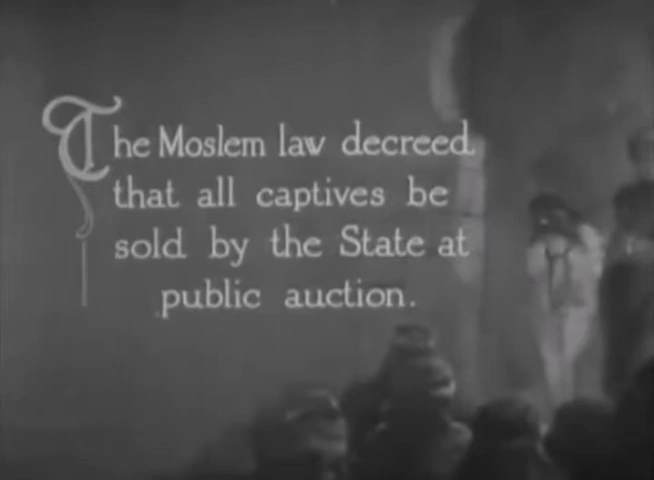 The Moslem law decreed
that all captives be
sold by the State at
public auction.